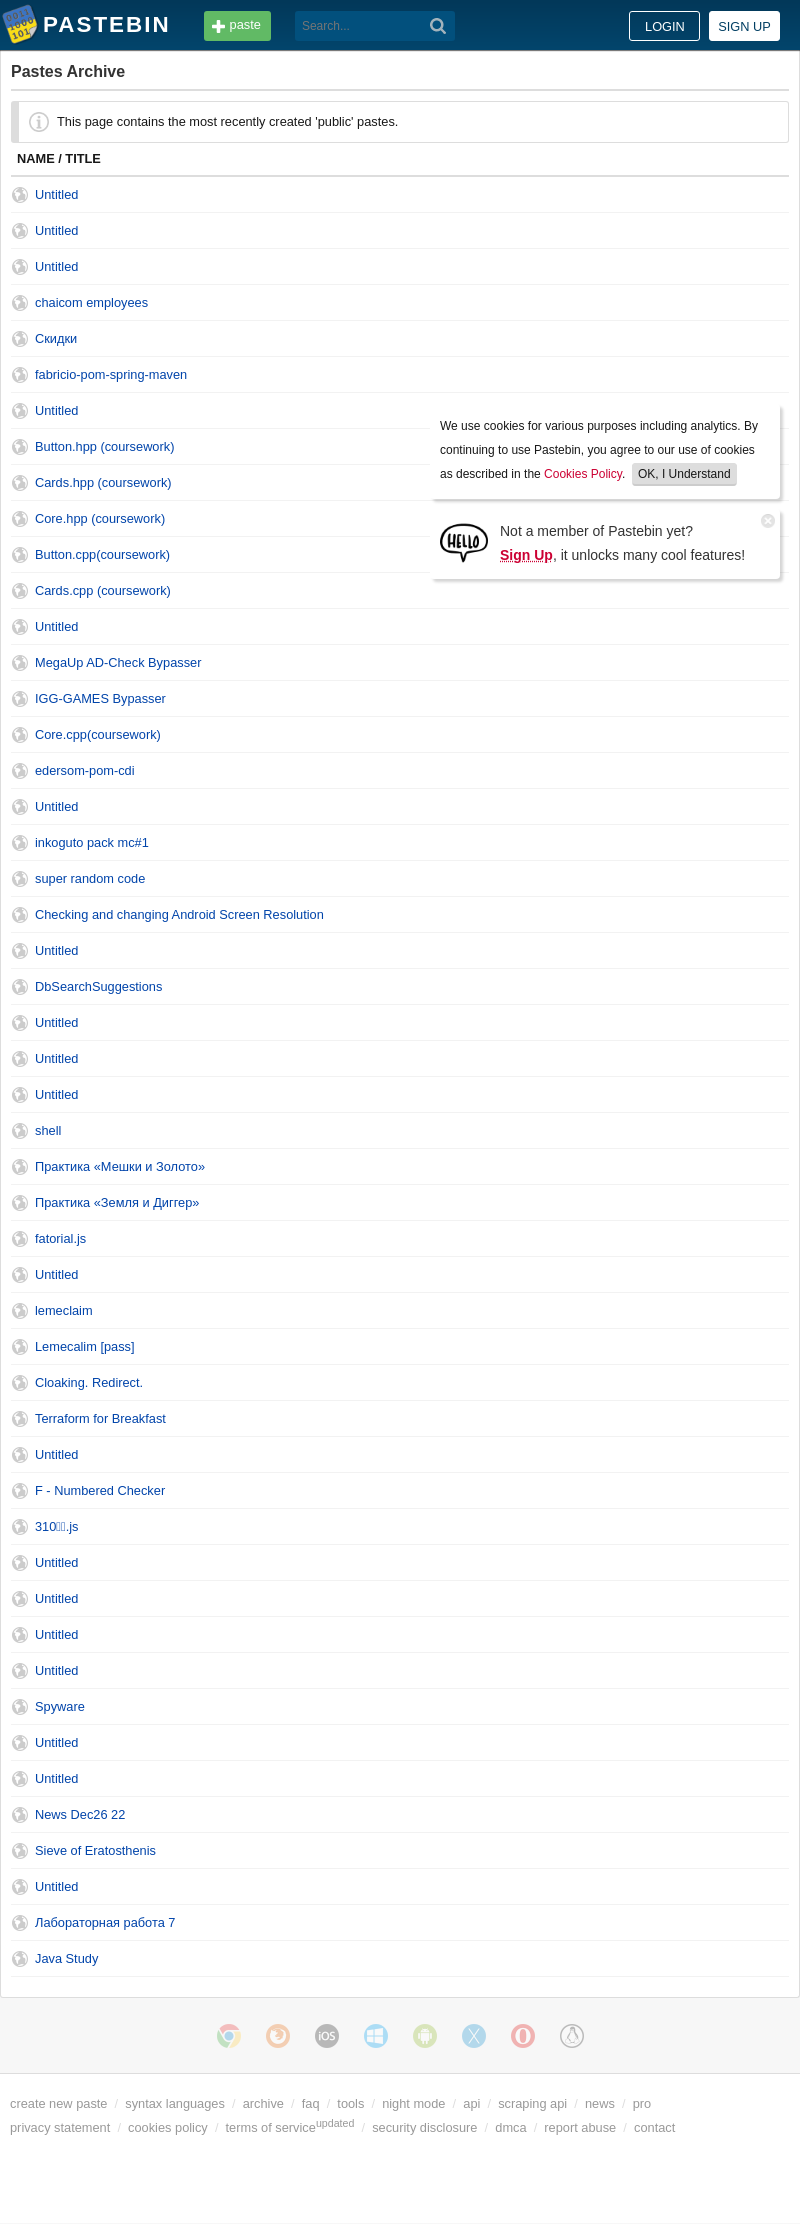 PASTEBIN
paste
Search...
LOGIN
SIGN UP
Pastes Archive
This page contains the most recently created 'public' pastes.
NAME / TITLE
Untitled
Untitled
Untitled
chaicom employees
Скидки
fabricio-pom-spring-maven
Untitled
Button.hpp (coursework)
Cards.hpp (coursework)
Core.hpp (coursework)
Button.cpp(coursework)
Cards.cpp (coursework)
We use cookies for various purposes including analytics. By
continuing to use Pastebin, you agree to our use of cookies
as described in the Cookies Policy. OK, I Understand
HELLO
Not a member of Pastebin yet?
Sign Up, it unlocks many cool features!
Untitled
MegaUp AD-Check Bypasser
IGG-GAMES Bypasser
Core.cpp(coursework)
edersom-pom-cdi
Untitled
inkoguto pack mc#1
super random code
Checking and changing Android Screen Resolution
Untitled
DbSearchSuggestions
Untitled
Untitled
Untitled
shell
Практика «Мешки и Золото»
Практика «Земля и Диггер»
fatorial.js
Untitled
lemeclaim
Lemecalim [pass]
Cloaking. Redirect.
Terraform for Breakfast
Untitled
F - Numbered Checker
310.js
Untitled
Untitled
Untitled
Untitled
Spyware
Untitled
Untitled
News Dec26 22
Sieve of Eratosthenis
Untitled
Лабораторная работа 7
Java Study
iOS
create new paste / syntax languages / archive / faq / tools / night mode / api / scraping api / news / pro
privacy statement / cookies policy / terms of service updated / security disclosure / dmca / report abuse / contact